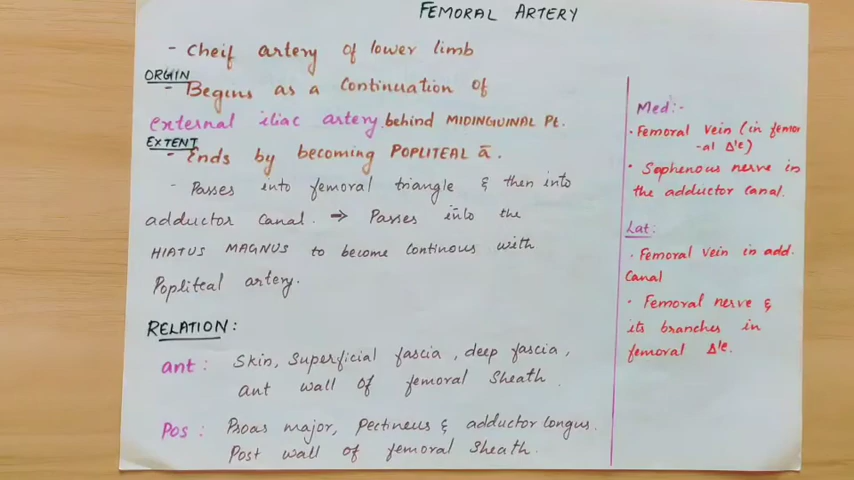 FEMORAL ARTERY
- Cheif artery of lower limb
ORGIN
- Begins as a Continuation of
external iliac artery behind MIDINGUINAL Pt.
EXTENT
- Ends by becoming POPLITEAL ā.
- Passes into femoral triangle & then into
adductor Canal. → Passes into the
HIATUS MAGNUS to become continous with
Popliteal artery.
RELATION:
ant: Skin, Superficial fascia, deep fascia,
ant wall of femoral Sheath.
Pos: Psoas major, Pectineus & adductor longus.
Post wall of femoral Sheath.
Med:-
• Femoral vein (in femor
-al Δle)
• Saphenous nerve in
the adductor canal.
Lat:
• Femoral vein in add.
Canal
• Femoral nerve &
its branches in
femoral Δle.